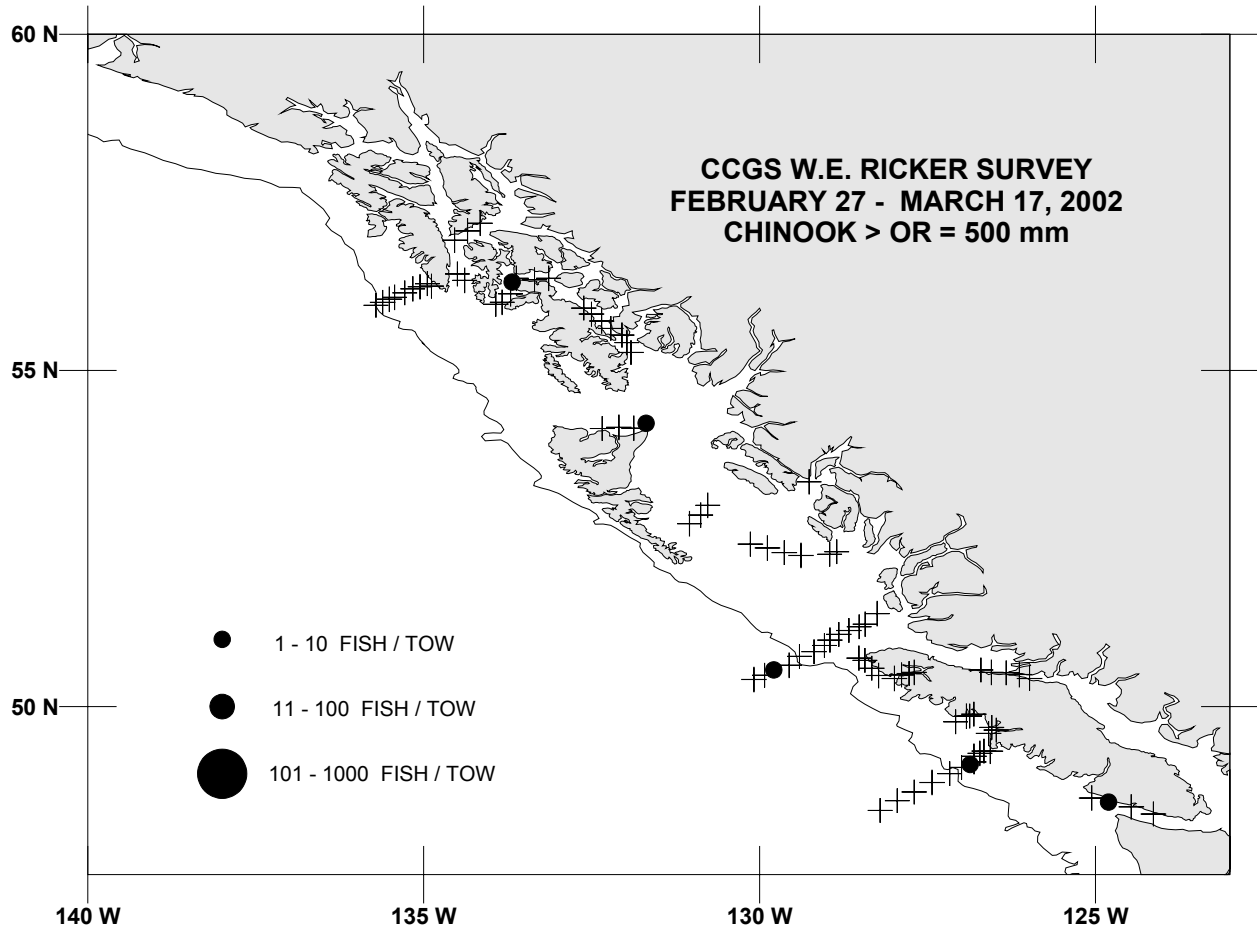 60 N
CCGS W.E. RICKER SURVEY
FEBRUARY 27 - MARCH 17, 2002
CHINOOK > OR = 500 mm
55 N
1 - 10 FISH / TOW
50 N
11 - 100 FISH / TOW
101 - 1000 FISH / TOW
140 W
135 W
130 W
125 W